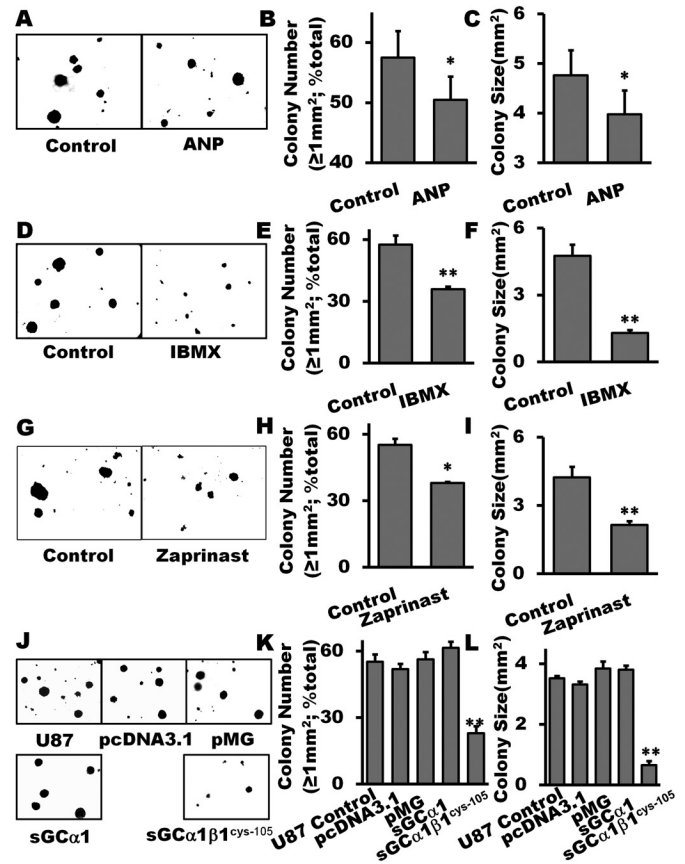 A
Control
ANP
B
Colony Number
(≥1mm²; %total)
60
50
40
*
Control
ANP
C
Colony Size(mm²)
6
5
4
3
*
Control
ANP
D
Control
IBMX
E
Colony Number
(≥1mm²; %total)
60
30
0
**
Control
IBMX
F
Colony Size(mm²)
6
3
0
**
Control
IBMX
G
Control
Zaprinast
H
Colony Number
(≥1mm²; %total)
60
30
0
*
Control
Zaprinast
I
Colony Size(mm²)
6
3
0
**
Control
Zaprinast
J
U87
pcDNA3.1
pMG
sGCα1
sGCα1β1cys-105
K
Colony Number
(≥1mm²; %total)
60
30
0
**
U87 Control
pcDNA3.1
pMG
sGCα1
sGCα1β1cys-105
L
Colony Size(mm²)
4
2
0
**
U87 Control
pcDNA3.1
pMG
sGCα1
sGCα1β1cys-105